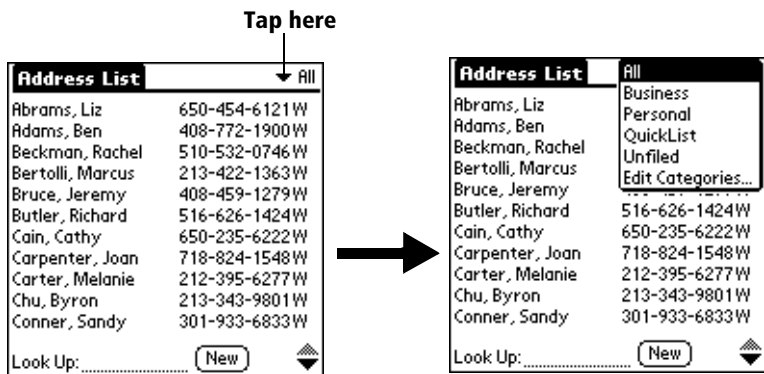 Tap here
Address List All
Abrams, Liz 650-454-6121W
Adams, Ben 408-772-1900W
Beckman, Rachel 510-532-0746W
Bertolli, Marcus 213-422-1363W
Bruce, Jeremy 408-459-1279W
Butler, Richard 516-626-1424W
Cain, Cathy 650-235-6222W
Carpenter, Joan 718-824-1548W
Carter, Melanie 212-395-6277W
Chu, Byron 213-343-9801W
Conner, Sandy 301-933-6833W
Look Up: New
Address List
All
Business
Personal
QuickList
Unfiled
Edit Categories...
Abrams, Liz
Adams, Ben
Beckman, Rachel
Bertolli, Marcus
Bruce, Jeremy
Butler, Richard 516-626-1424W
Cain, Cathy 650-235-6222W
Carpenter, Joan 718-824-1548W
Carter, Melanie 212-395-6277W
Chu, Byron 213-343-9801W
Conner, Sandy 301-933-6833W
Look Up: New